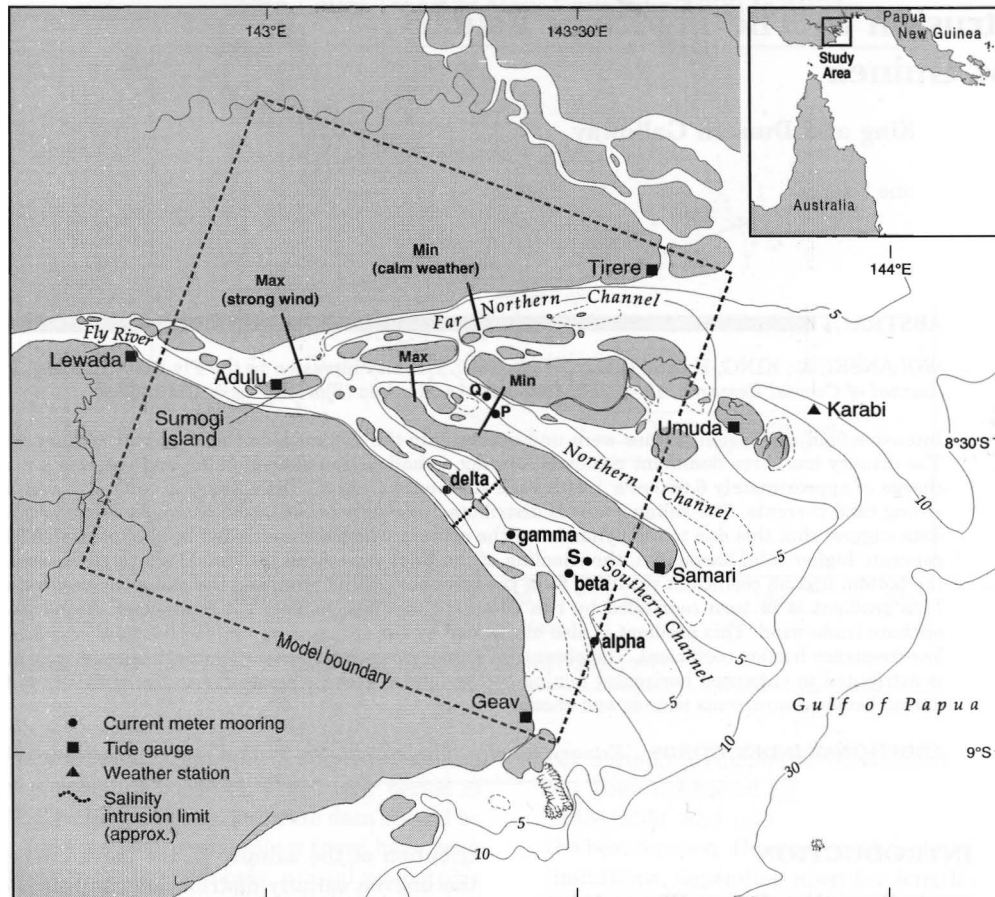 143°E
143°30'E
Papua
New Guinea
Study
Area
Australia
144°E
Min
(calm weather)
Max
(strong wind)
Tirere
Far Northern Channel
5
Fly River
Lewada
Adulu
Max
Min
Q
P
Karabi
Umuda
8°30'S
Sumogi
Island
10
delta
Northern Channel
5
gamma
S
Samari
beta
Southern Channel
alpha
5
Model boundary
Geav
Gulf of Papua
Current meter mooring
10
Tide gauge
30
9°S
Weather station
Salinity
intrusion limit
(approx.)
5
10